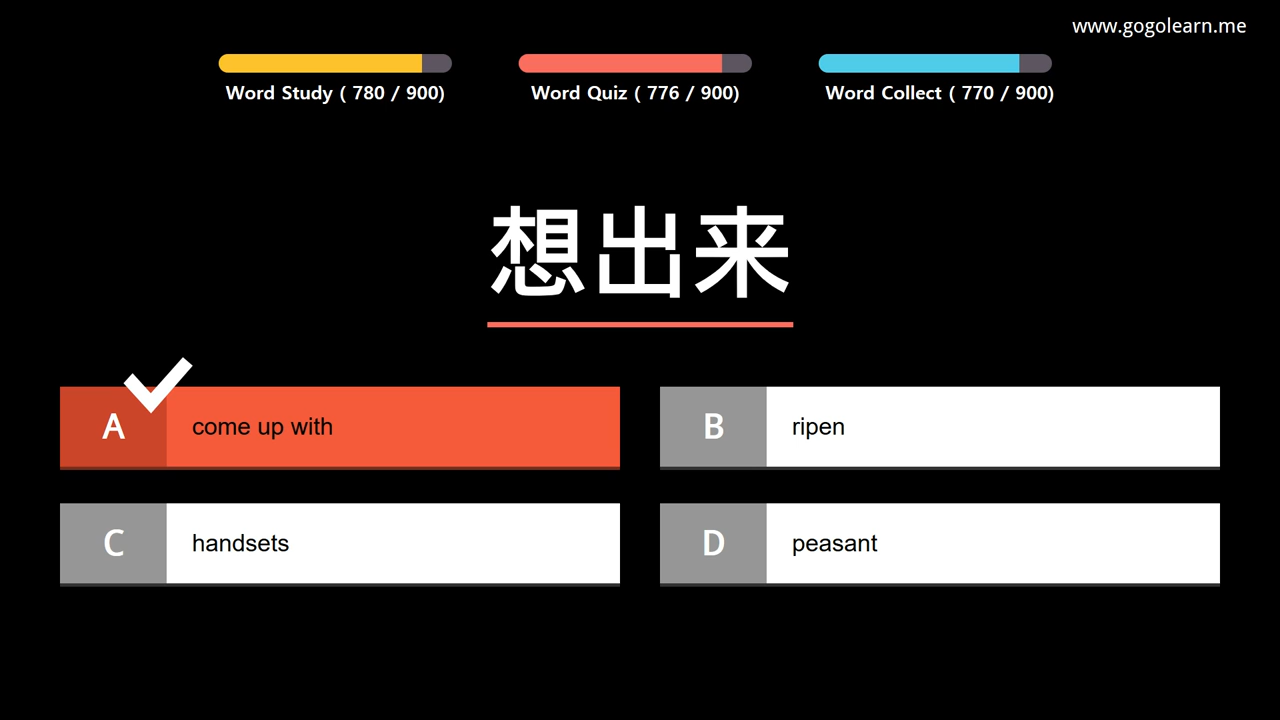 www.gogolearn.me
Word Study ( 780 / 900)
Word Quiz ( 776 / 900)
Word Collect ( 770 / 900)
想出来
A come up with
B ripen
C handsets
D peasant